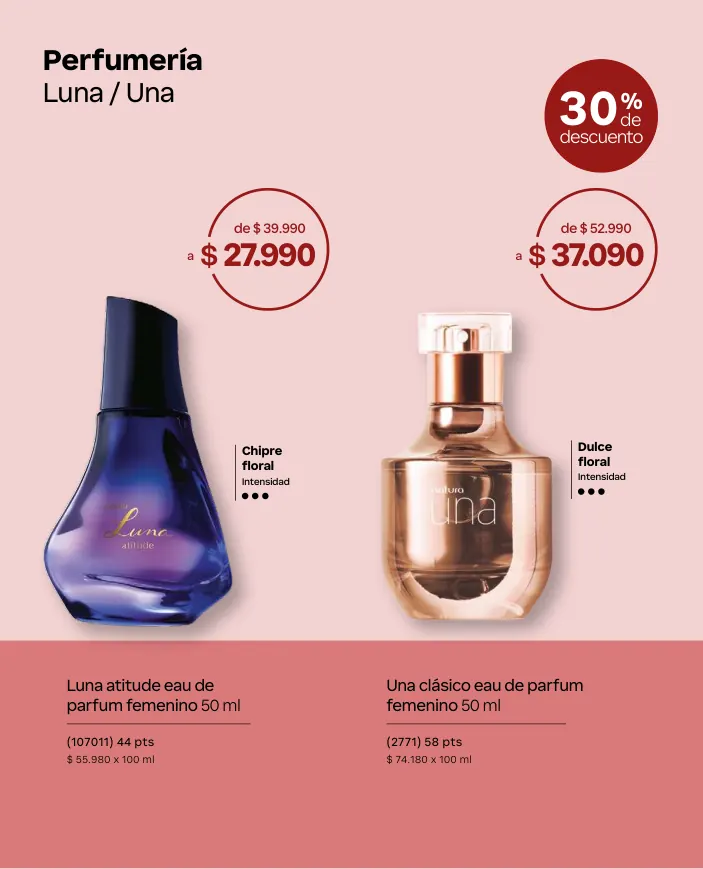 Perfumería
Luna / Una
30%
de
descuento
de $ 39.990
a $ 27.990
de $ 52.990
a $ 37.090
Chipre
floral
Intensidad
Dulce
floral
Intensidad
Luna
atitude
natura
una
Luna atitude eau de
parfum femenino 50 ml
(107011) 44 pts
$ 55.980 x 100 ml
Una clásico eau de parfum
femenino 50 ml
(2771) 58 pts
$ 74.180 x 100 ml